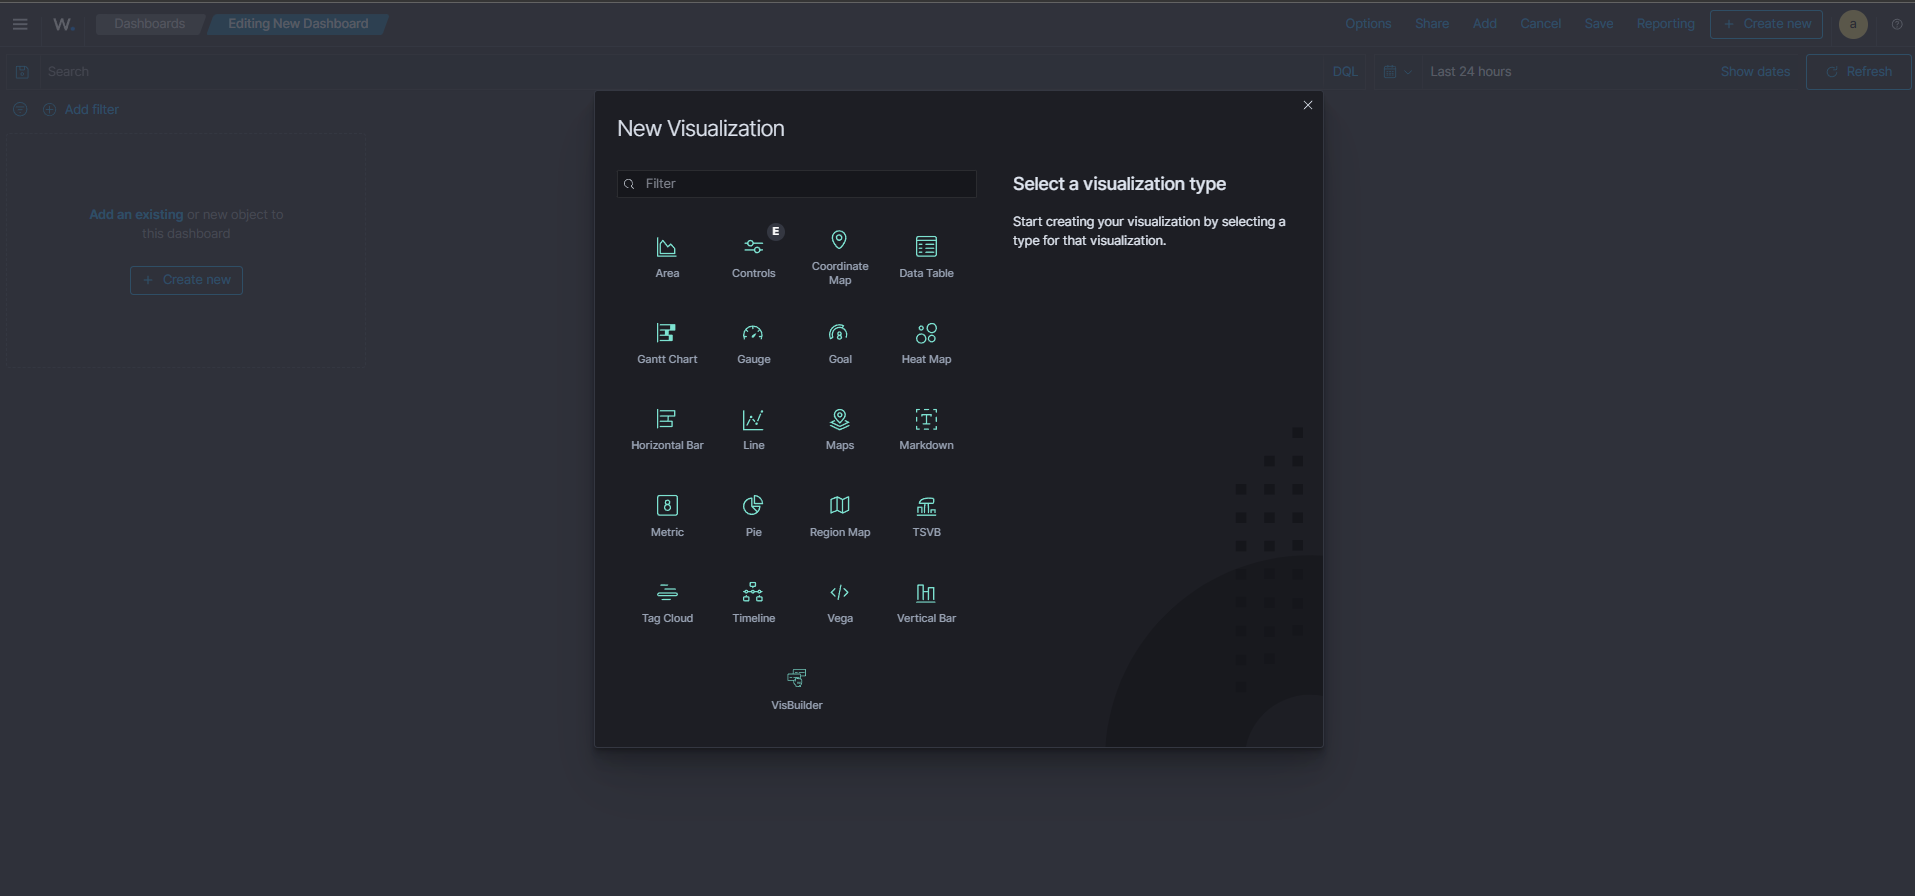 W.
Dashboards
Editing New Dashboard
Options
Share
Add
Cancel
Save
Reporting
Create new
a
Search
DQL
Last 24 hours
Show dates
Refresh
Add filter
Add an existing or new object to
this dashboard
Create new
New Visualization
Filter
Select a visualization type
Start creating your visualization by selecting a
type for that visualization.
Area
E
Controls
Coordinate
Map
Data Table
Gantt Chart
Gauge
8
Goal
Heat Map
Horizontal Bar
Line
Maps
T
Markdown
8
Metric
Pie
Region Map
TSVB
Tag Cloud
Timeline
Vega
Vertical Bar
VisBuilder